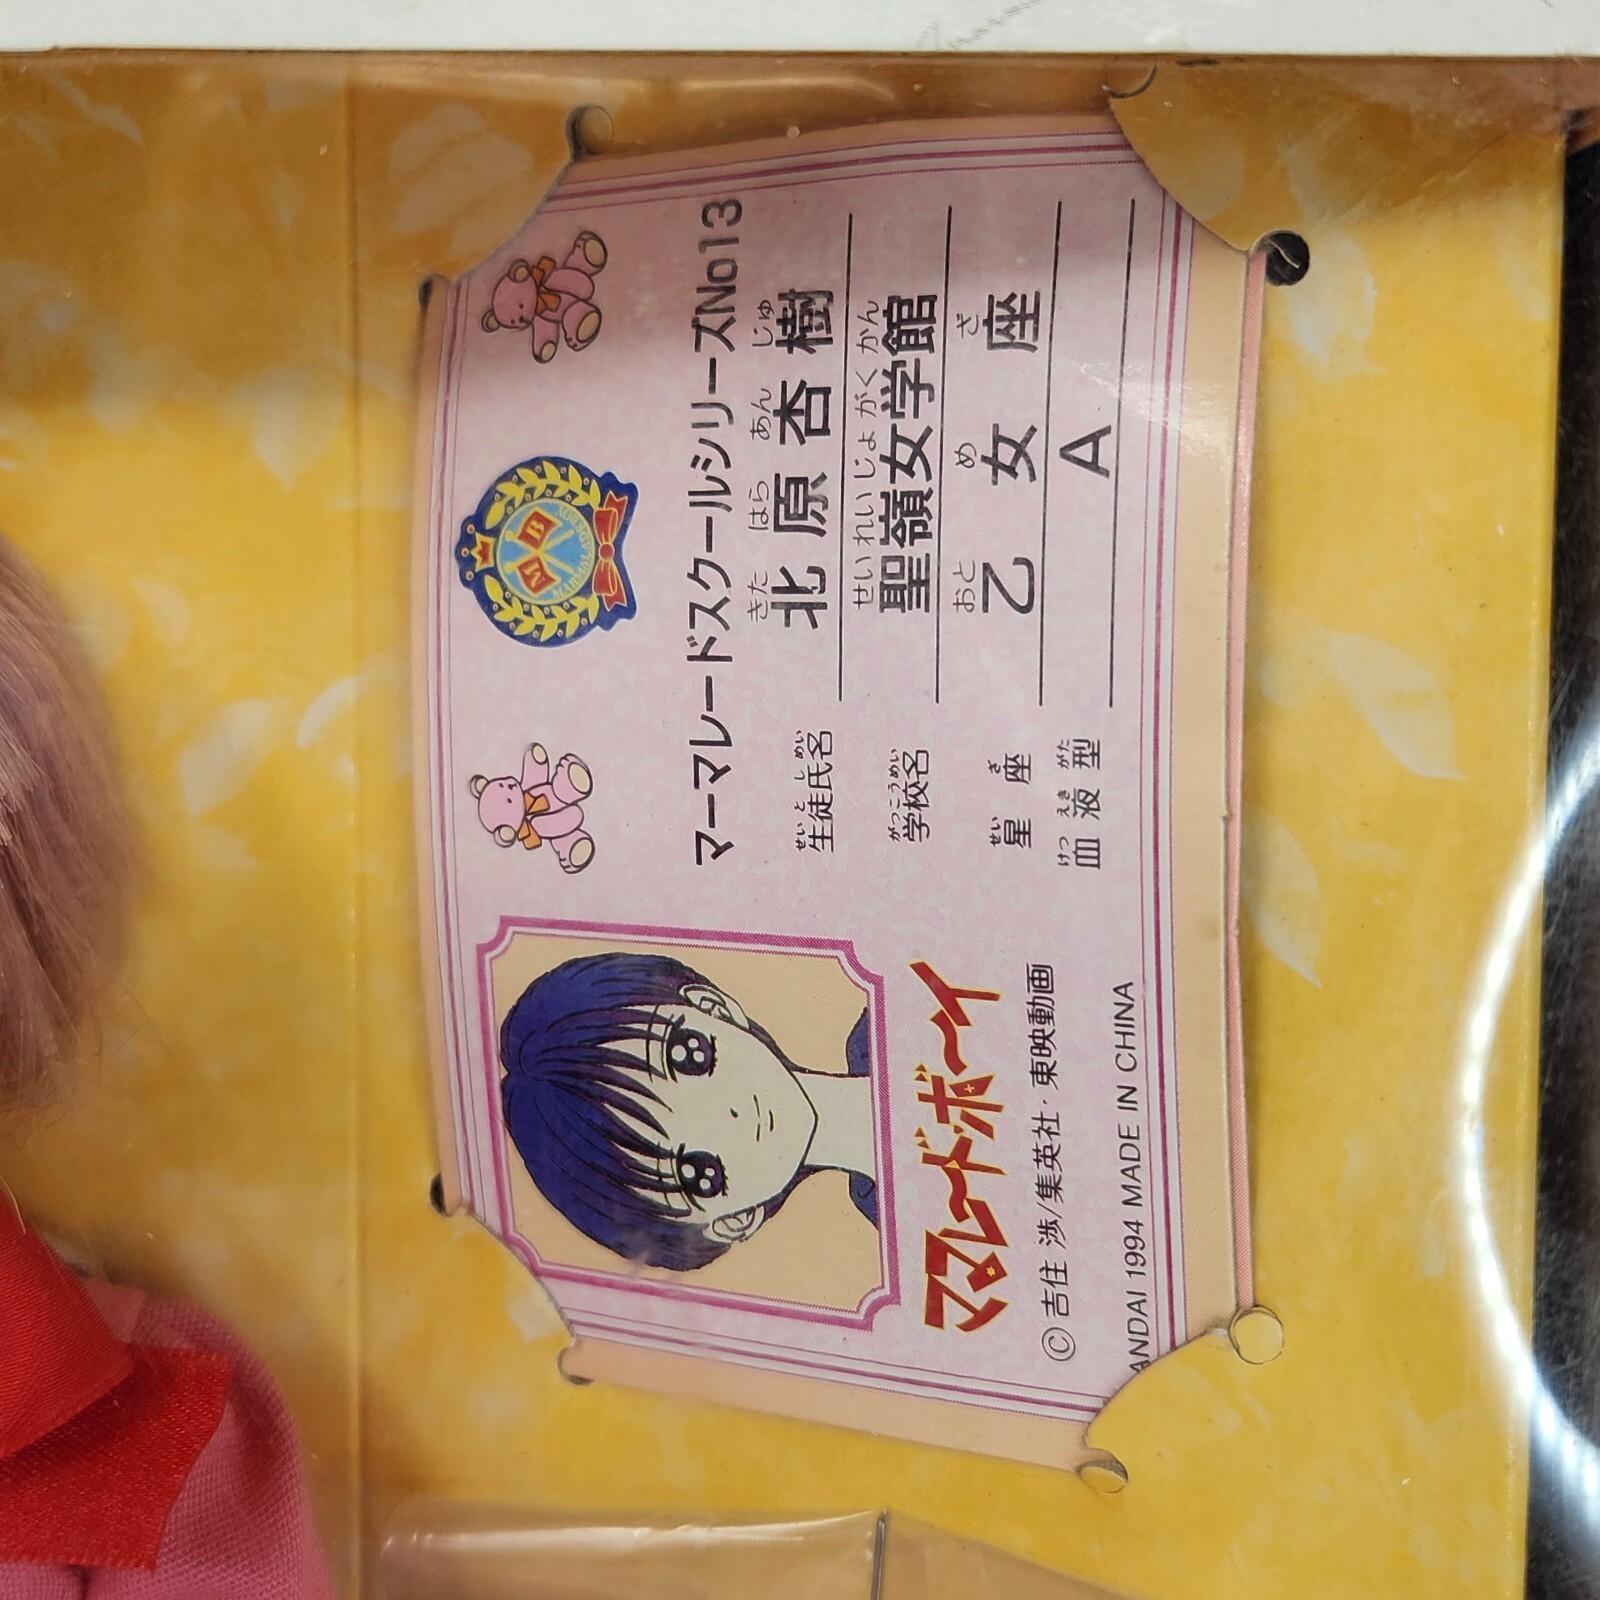 マーマレードスクールシリーズNo13
せいとしめい
生徒氏名
きた はら あん じゅ
北原杏樹
がっこうめい
学校名
せいれいじょがくかん
聖嶺女学館
せい ざ
星座
おと め ざ
乙女座
けつ えき がた
血液型
A
M B
MARMALADE BOY
ママレード・ボーイ
©吉住 渉/集英社・東映動画
ANDAI 1994 MADE IN CHINA